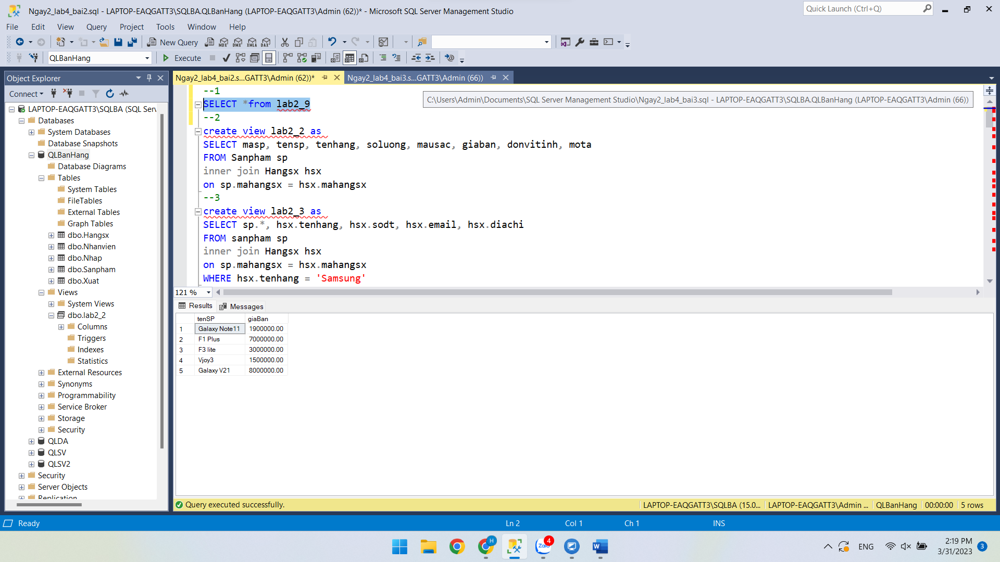 Ngay2_lab4_bai2.sql - LAPTOP-EAQGATT3\SQLBA.QLBanHang (LAPTOP-EAQGATT3\Admin (62))* - Microsoft SQL Server Management Studio
Quick Launch (Ctrl+Q)
File Edit View Query Project Tools Window Help
New Query
MDX DMX XMLA DAX
QLBanHang
Execute
Object Explorer
Ngay2_lab4_bai2.s...GATT3\Admin (62))*
Ngay2_lab4_bai3.s...GATT3\Admin (66))
Connect
C:\Users\Admin\Documents\SQL Server Management Studio\Ngay2_lab4_bai3.sql - LAPTOP-EAQGATT3\SQLBA.QLBanHang (LAPTOP-EAQGATT3\Admin (66))
LAPTOP-EAQGATT3\SQLBA (SQL Serv
Databases
System Databases
Database Snapshots
QLBanHang
Database Diagrams
Tables
System Tables
FileTables
External Tables
Graph Tables
dbo.Hangsx
dbo.Nhanvien
dbo.Nhap
dbo.Sanpham
dbo.Xuat
Views
System Views
dbo.lab2_2
Columns
Triggers
Indexes
Statistics
External Resources
Synonyms
Programmability
Service Broker
Storage
Security
QLDA
QLSV
QLSV2
Security
Server Objects
Replication
--1
SELECT *from lab2_9
--2
create view lab2_2 as
SELECT masp, tensp, tenhang, soluong, mausac, giaban, donvitinh, mota
FROM Sanpham sp
inner join Hangsx hsx
on sp.mahangsx = hsx.mahangsx
--3
create view lab2_3 as
SELECT sp.*, hsx.tenhang, hsx.sodt, hsx.email, hsx.diachi
FROM sanpham sp
inner join Hangsx hsx
on sp.mahangsx = hsx.mahangsx
WHERE hsx.tenhang = 'Samsung'
121 %
Results Messages
tenSP giaBan
1 Galaxy Note11 1900000.00
2 F1 Plus 7000000.00
3 F3 lite 3000000.00
4 Vjoy3 1500000.00
5 Galaxy V21 8000000.00
Query executed successfully.
LAPTOP-EAQGATT3\SQLBA (15.0... LAPTOP-EAQGATT3\Admin ... QLBanHang 00:00:00 5 rows
Ready Ln 2 Col 1 Ch 1 INS
H
Zalo 4
W
ENG
2:19 PM
3/31/2023
3